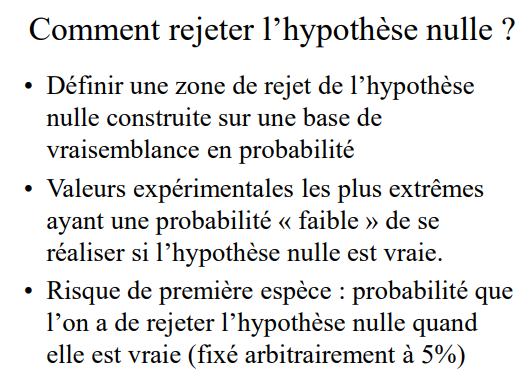 Comment rejeter l’hypothèse nulle ?
• Définir une zone de rejet de l’hypothèse
nulle construite sur une base de
vraisemblance en probabilité
• Valeurs expérimentales les plus extrêmes
ayant une probabilité « faible » de se
réaliser si l’hypothèse nulle est vraie.
• Risque de première espèce : probabilité que
l’on a de rejeter l’hypothèse nulle quand
elle est vraie (fixé arbitrairement à 5%)